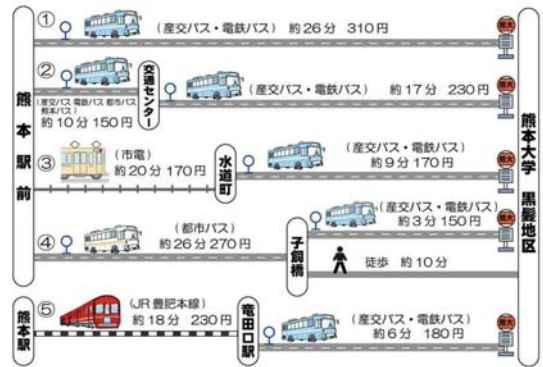 熊本駅前
①
(産交バス・電鉄バス) 約26分 310円
②
(産交バス 電鉄バス 都市バス
熊本バス)
約10分 150円
交通センター
(産交バス・電鉄バス) 約17分 230円
③
(市電)
約20分 170円
水道町
(産交バス・電鉄バス)
約9分 170円
④
(都市バス)
約26分 270円
子飼橋
(産交バス・電鉄バス)
約3分 150円
徒歩 約10分
熊本駅
⑤
(JR豊肥本線)
約18分 230円
竜田口駅
(産交バス・電鉄バス)
約6分 180円
熊本大学 黒髪地区